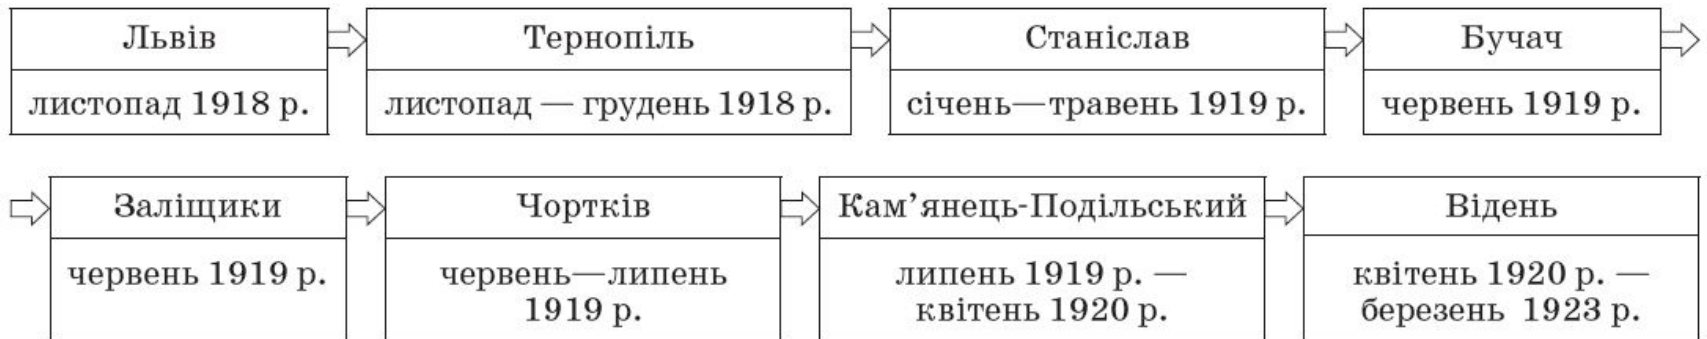 Львів
Тернопіль
Станіслав
Бучач
листопад 1918 р.
листопад — грудень 1918 р.
січень—травень 1919 р.
червень 1919 р.
Заліщики
Чортків
Кам’янець-Подільський
Відень
червень 1919 р.
червень—липень
1919 р.
липень 1919 р. —
квітень 1920 р.
квітень 1920 р. —
березень 1923 р.